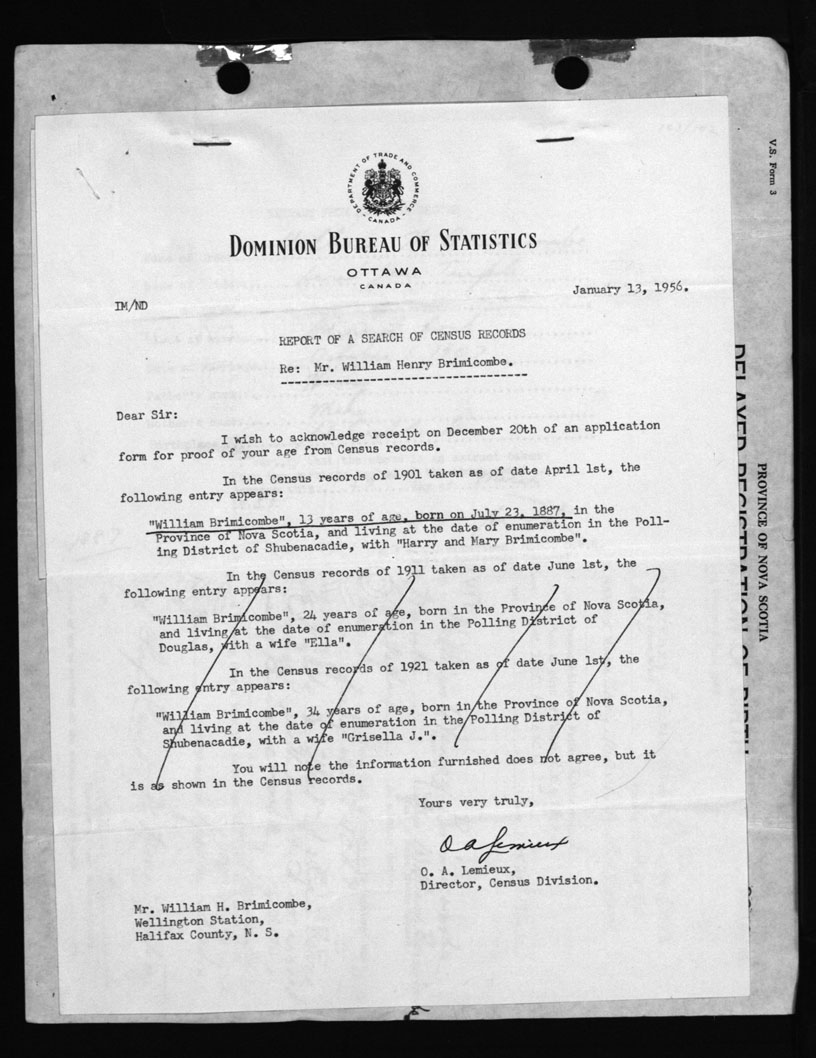 DEPARTMENT OF TRADE AND COMMERCE
CANADA
DOMINION BUREAU OF STATISTICS
OTTAWA
CANADA
January 13, 1956.
IM/ND
REPORT OF A SEARCH OF CENSUS RECORDS
Re: Mr. William Henry Brimicombe.
Dear Sir:
I wish to acknowledge receipt on December 20th of an application
form for proof of your age from Census records.
In the Census records of 1901 taken as of date April 1st, the
following entry appears:
"William Brimicombe", 13 years of age, born on July 23, 1887, in the
Province of Nova Scotia, and living at the date of enumeration in the Poll-
ing District of Shubenacadie, with "Harry and Mary Brimicombe".
In the Census records of 1911 taken as of date June 1st, the
following entry appears:
"William Brimicombe", 24 years of age, born in the Province of Nova Scotia,
and living at the date of enumeration in the Polling District of
Douglas, with a wife "Ella".
In the Census records of 1921 taken as of date June 1st, the
following entry appears:
"William Brimicombe", 34 years of age, born in the Province of Nova Scotia,
and living at the date of enumeration in the Polling District of
Shubenacadie, with a wife "Grisella J.".
You will note the information furnished does not agree, but it
is as shown in the Census records.
Yours very truly,
O A Lemieux
O. A. Lemieux,
Director, Census Division.
Mr. William H. Brimicombe,
Wellington Station,
Halifax County, N. S.
V.S. Form 3
PROVINCE OF NOVA SCOTIA
DELAYED REGISTRATION OF BIRTH